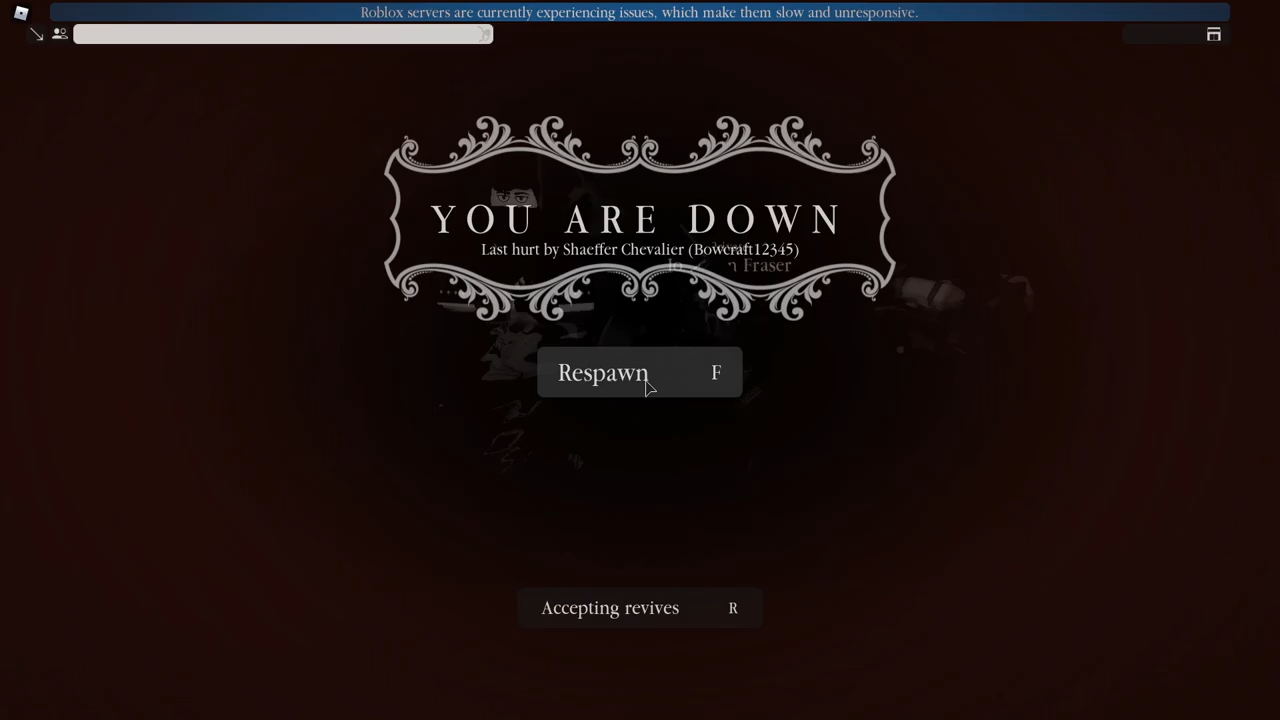 Roblox servers are currently experiencing issues, which make them slow and unresponsive.
YOU ARE DOWN
Last hurt by Shaeffer Chevalier (Bowcraft12345)
Fraser
Respawn F
Accepting revives R